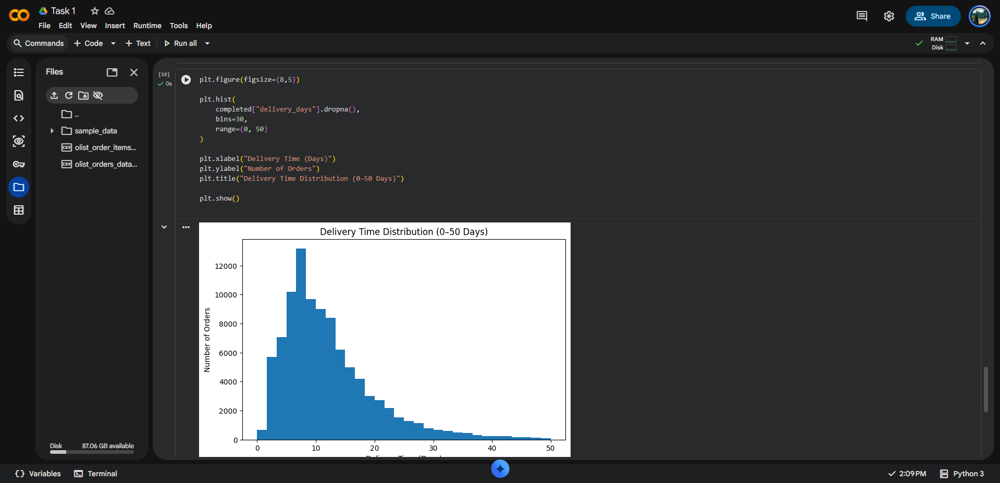 Task 1
File Edit View Insert Runtime Tools Help
Share
Commands + Code + Text Run all
RAM
Disk
Files
..
sample_data
olist_order_items...
olist_orders_data...
Disk 87.06 GB available
[19]
0s
plt.figure(figsize=(8,5))
plt.hist(
completed["delivery_days"].dropna(),
bins=30,
range=(0, 50)
)
plt.xlabel("Delivery Time (Days)")
plt.ylabel("Number of Orders")
plt.title("Delivery Time Distribution (0–50 Days)")
plt.show()
Delivery Time Distribution (0–50 Days)
Number of Orders
12000
10000
8000
6000
4000
2000
0
0 10 20 30 40 50
Delivery Time (Days)
{} Variables Terminal
2:09 PM Python 3